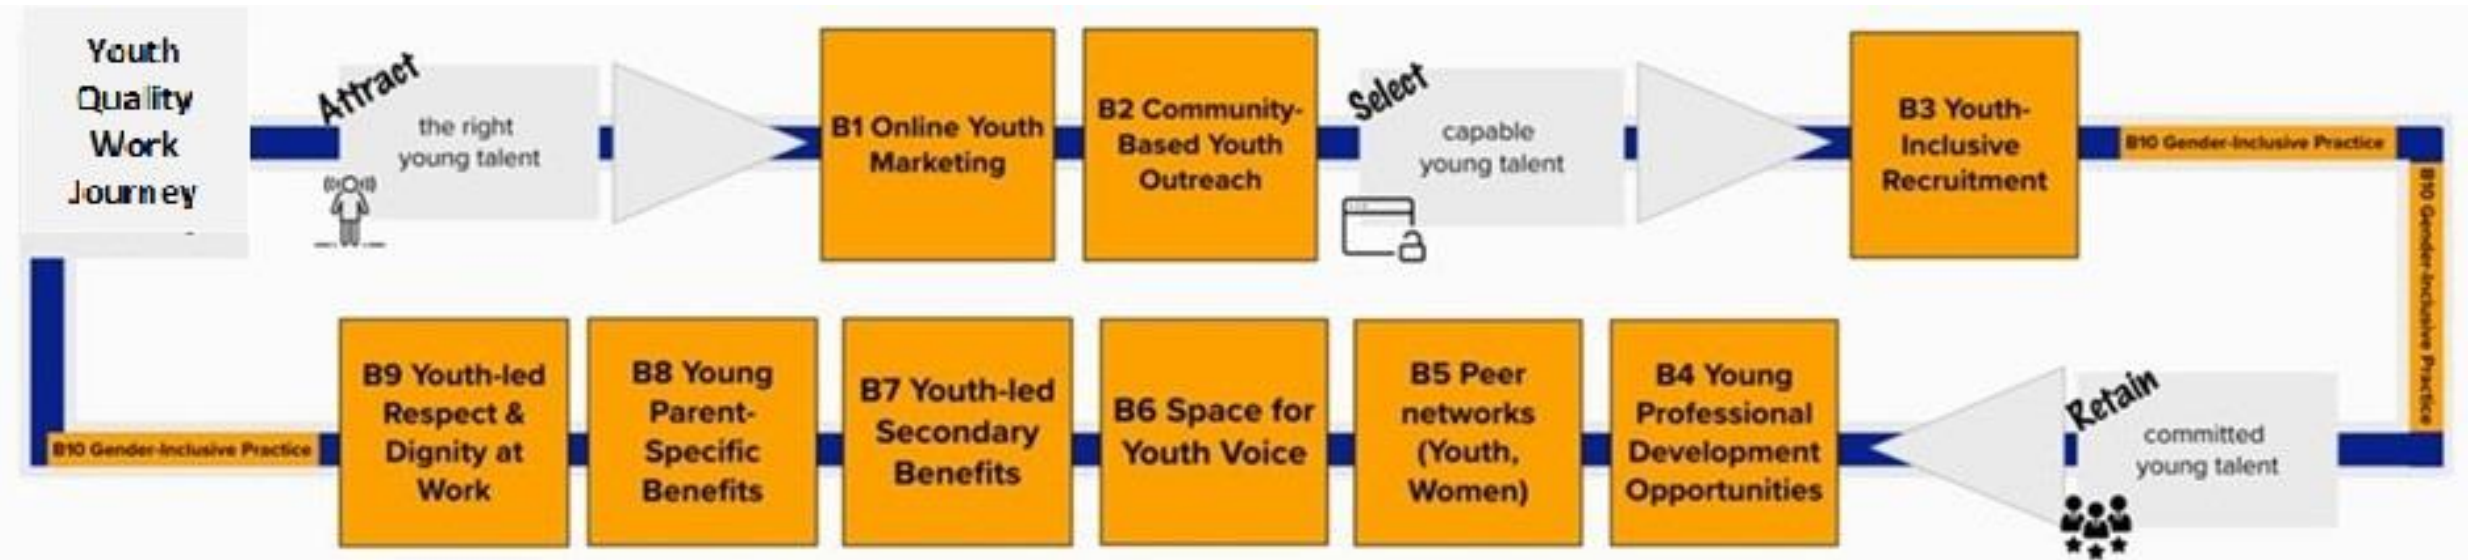 Youth
Quality
Work
Journey
Attract
the right
young talent
B1 Online Youth
Marketing
B2 Community-
Based Youth
Outreach
Select
capable
young talent
B3 Youth-
Inclusive
Recruitment
B10 Gender-Inclusive Practice
B10 Gender-Inclusive Practice
Retain
committed
young talent
B4 Young
Professional
Development
Opportunities
B5 Peer
networks
(Youth,
Women)
B6 Space for
Youth Voice
B7 Youth-led
Secondary
Benefits
B8 Young
Parent-
Specific
Benefits
B9 Youth-led
Respect &
Dignity at
Work
B10 Gender-Inclusive Practice